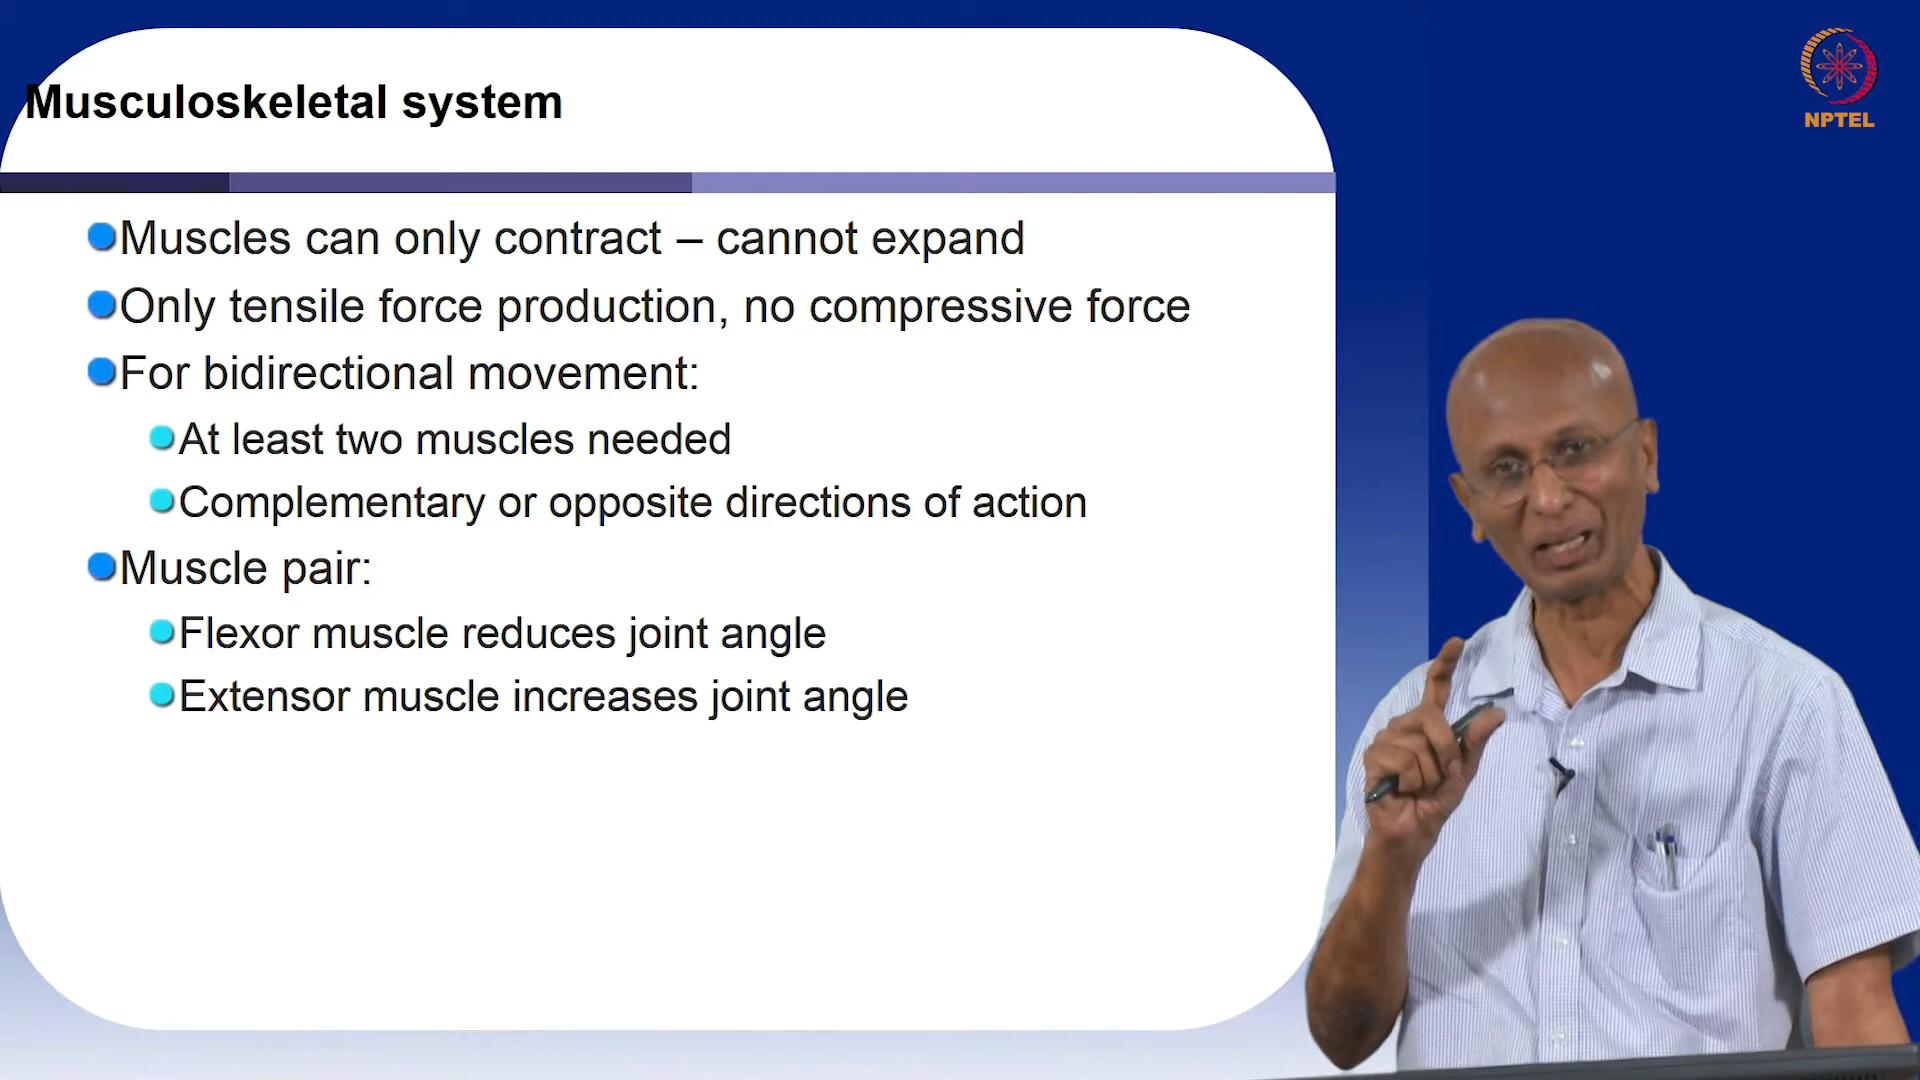 Musculoskeletal system
NPTEL
Muscles can only contract – cannot expand
Only tensile force production, no compressive force
For bidirectional movement:
At least two muscles needed
Complementary or opposite directions of action
Muscle pair:
Flexor muscle reduces joint angle
Extensor muscle increases joint angle